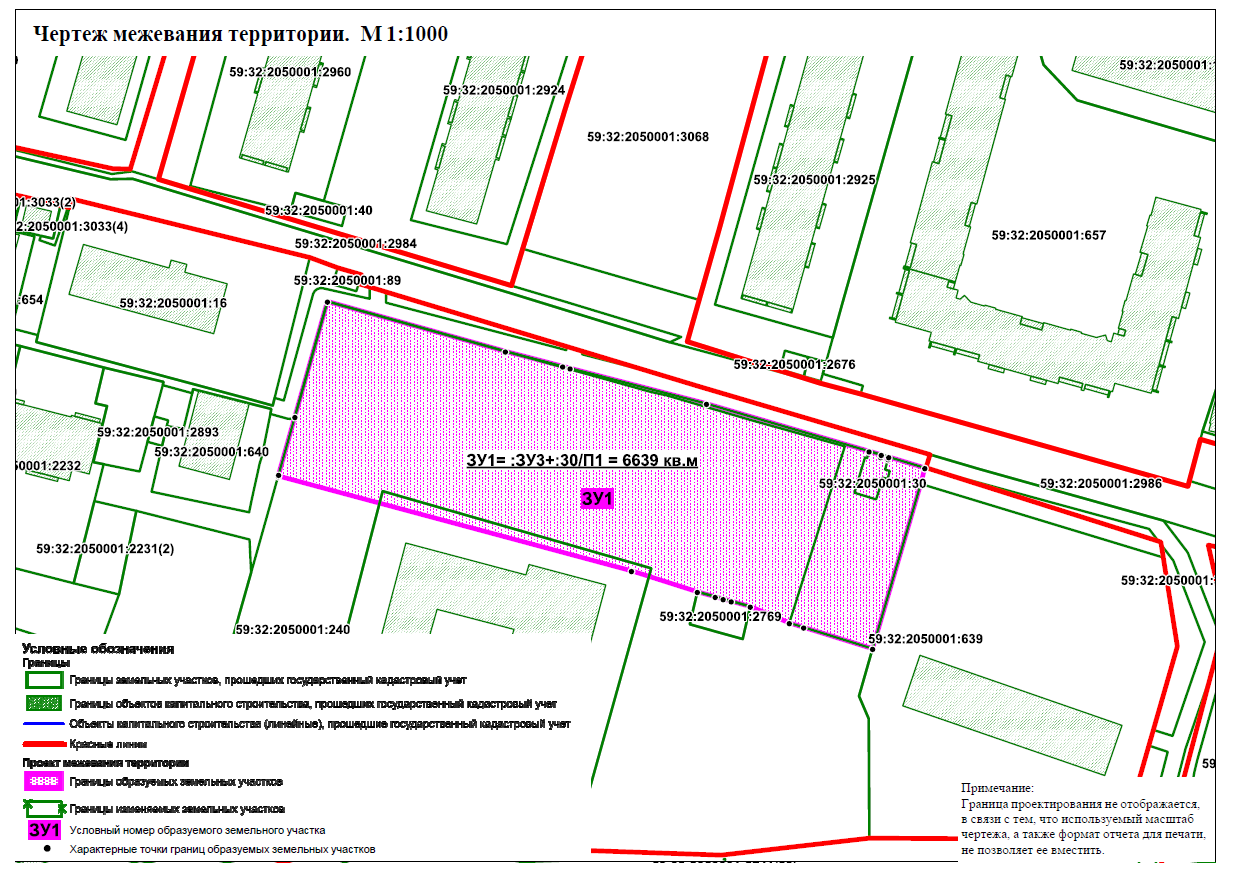 Чертеж межевания территории.  М 1:1000
59:32:2050001:2960
59:32:2050001:2924
59:32:2050001:3068
59:32:2050001:2925
59:32:2050001:657
59:32:2050001:40
59:32:2050001:2984
:3033(2)
2:2050001:3033(4)
59:32:2050001:89
:654
59:32:2050001:16
59:32:2050001:2676
59:32:2050001:2893
59:32:2050001:640
0001:2232
ЗУ1= :ЗУ3+:30/П1 = 6639 кв.м
ЗУ1
59:32:2050001:30
59:32:2050001:2986
59:32:2050001:2231(2)
59:32:2050001:
59:32:2050001:2769
59:32:2050001:240
59:32:2050001:639
59
Условные обозначения
Границы
Границы земельных участков, прошедших государственный кадастровый учет
Границы объектов капитального строительства, прошедших государственный кадастровый учет
Объекты капитального строительства (линейные), прошедшие государственный кадастровый учет
Красные линии
Проект межевания территории
Границы образуемых земельных участков
Границы изменяемых земельных участков
ЗУ1 Условный номер образуемого земельного участка
Характерные точки границ образуемых земельных участков
Примечание:
Граница проектирования не отображается,
в связи с тем, что используемый масштаб
чертежа, а также формат отчета для печати,
не позволяет ее вместить.